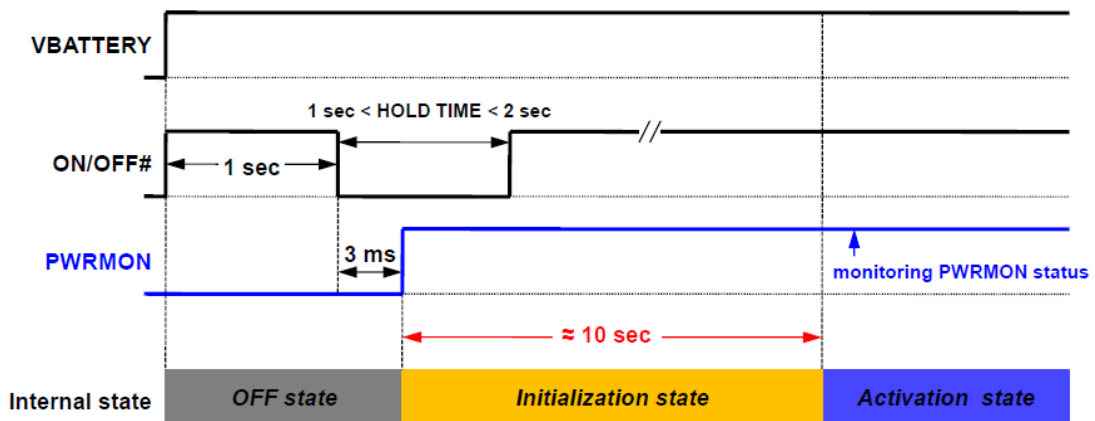 VBATTERY
1 sec < HOLD TIME < 2 sec
ON/OFF#
1 sec
PWRMON
3 ms
monitoring PWRMON status
≈ 10 sec
Internal state
OFF state
Initialization state
Activation state